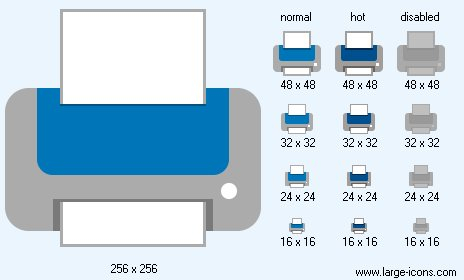 normal hot disabled
48 x 48 48 x 48 48 x 48
32 x 32 32 x 32 32 x 32
24 x 24 24 x 24 24 x 24
16 x 16 16 x 16 16 x 16
256 x 256
www.large-icons.com